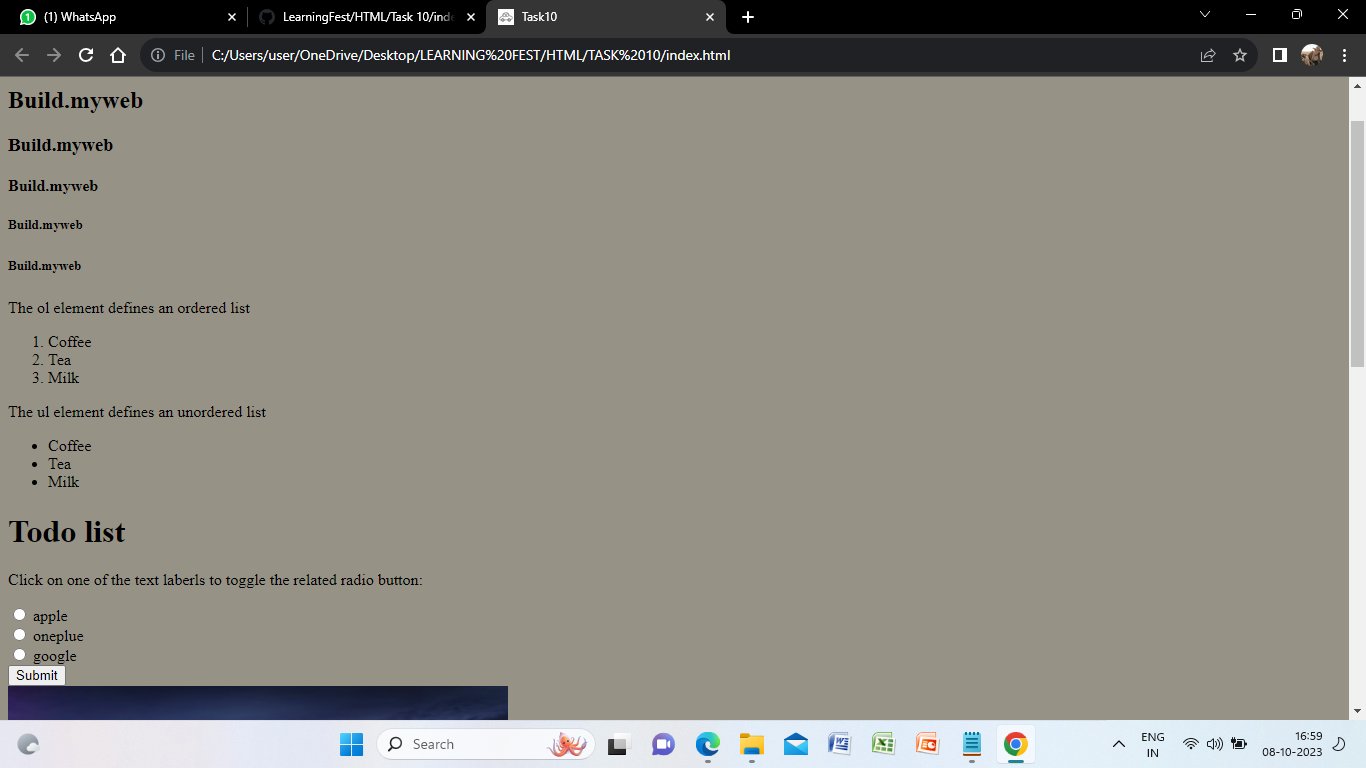 (1) WhatsApp
LearningFest/HTML/Task 10/inde
Task10
File
C:/Users/user/OneDrive/Desktop/LEARNING%20FEST/HTML/TASK%2010/index.html
Build.myweb
Build.myweb
Build.myweb
Build.myweb
Build.myweb
The ol element defines an ordered list
1. Coffee
2. Tea
3. Milk
The ul element defines an unordered list
• Coffee
• Tea
• Milk
Todo list
Click on one of the text laberls to toggle the related radio button:
apple
oneplue
google
Submit
Search
ENG
IN
16:59
08-10-2023